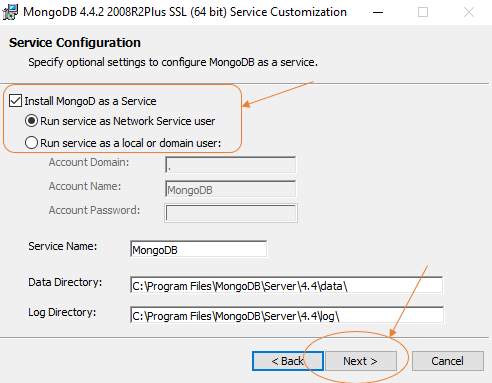 MongoDB 4.4.2 2008R2Plus SSL (64 bit) Service Customization
Service Configuration
Specify optional settings to configure MongoDB as a service.
Install MongoD as a Service
Run service as Network Service user
Run service as a local or domain user:
Account Domain: .
Account Name: MongoDB
Account Password:
Service Name: MongoDB
Data Directory: C:\Program Files\MongoDB\Server\4.4\data\
Log Directory: C:\Program Files\MongoDB\Server\4.4\log\
< Back Next > Cancel